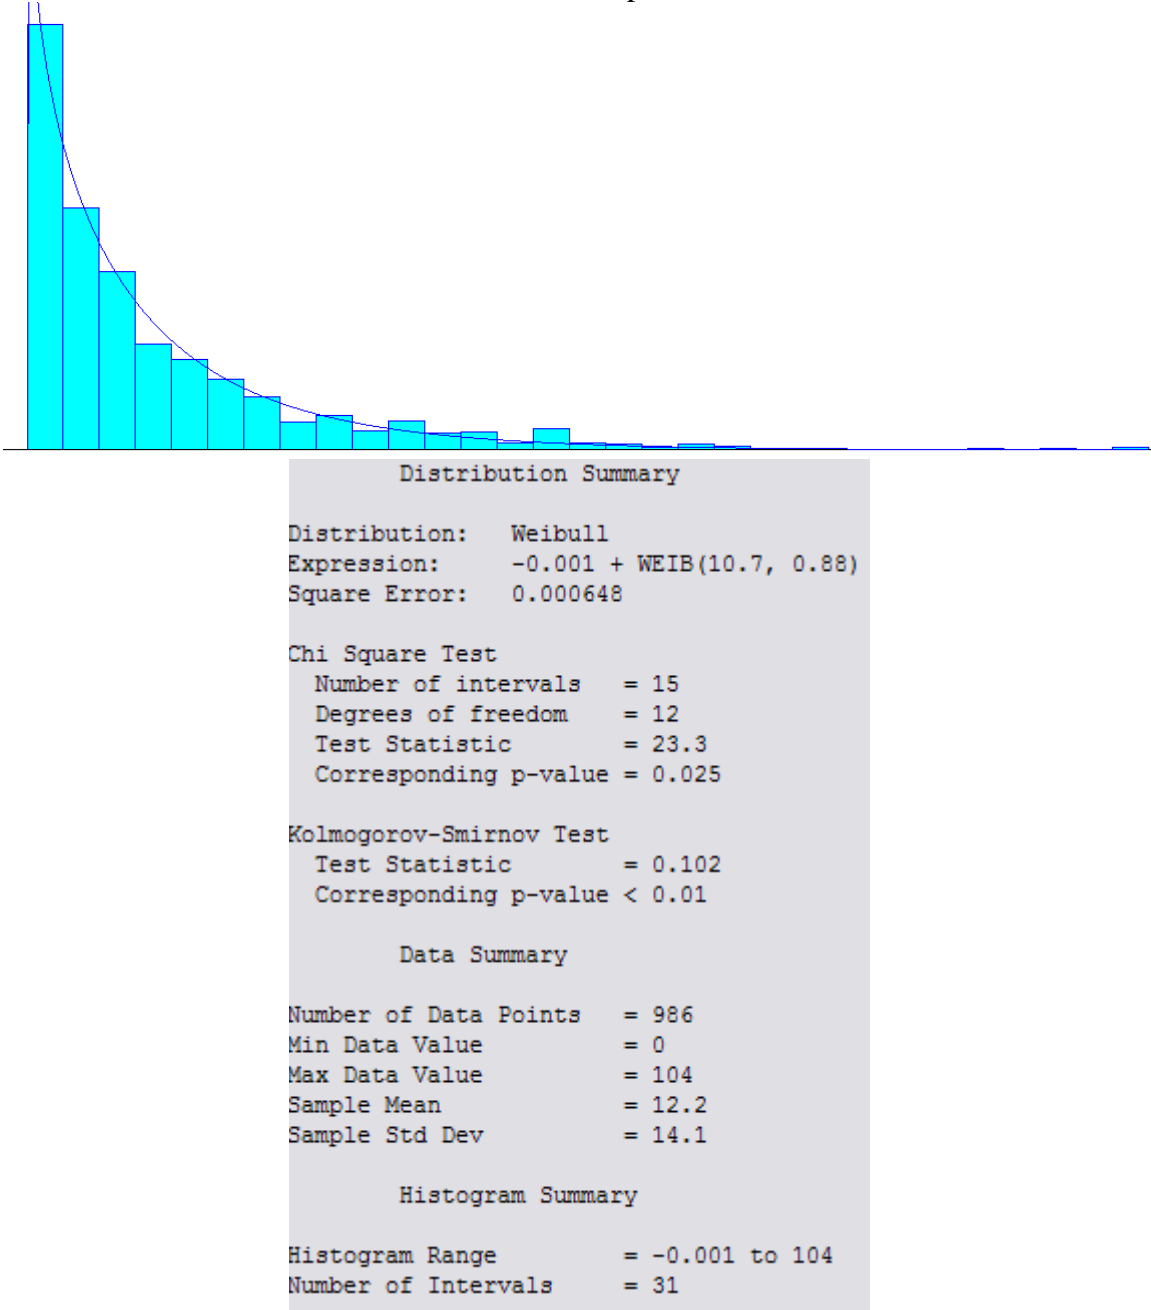 Distribution Summary
Distribution: Weibull
Expression: -0.001 + WEIB(10.7, 0.88)
Square Error: 0.000648
Chi Square Test
Number of intervals = 15
Degrees of freedom = 12
Test Statistic = 23.3
Corresponding p-value = 0.025
Kolmogorov-Smirnov Test
Test Statistic = 0.102
Corresponding p-value < 0.01
Data Summary
Number of Data Points = 986
Min Data Value = 0
Max Data Value = 104
Sample Mean = 12.2
Sample Std Dev = 14.1
Histogram Summary
Histogram Range = -0.001 to 104
Number of Intervals = 31